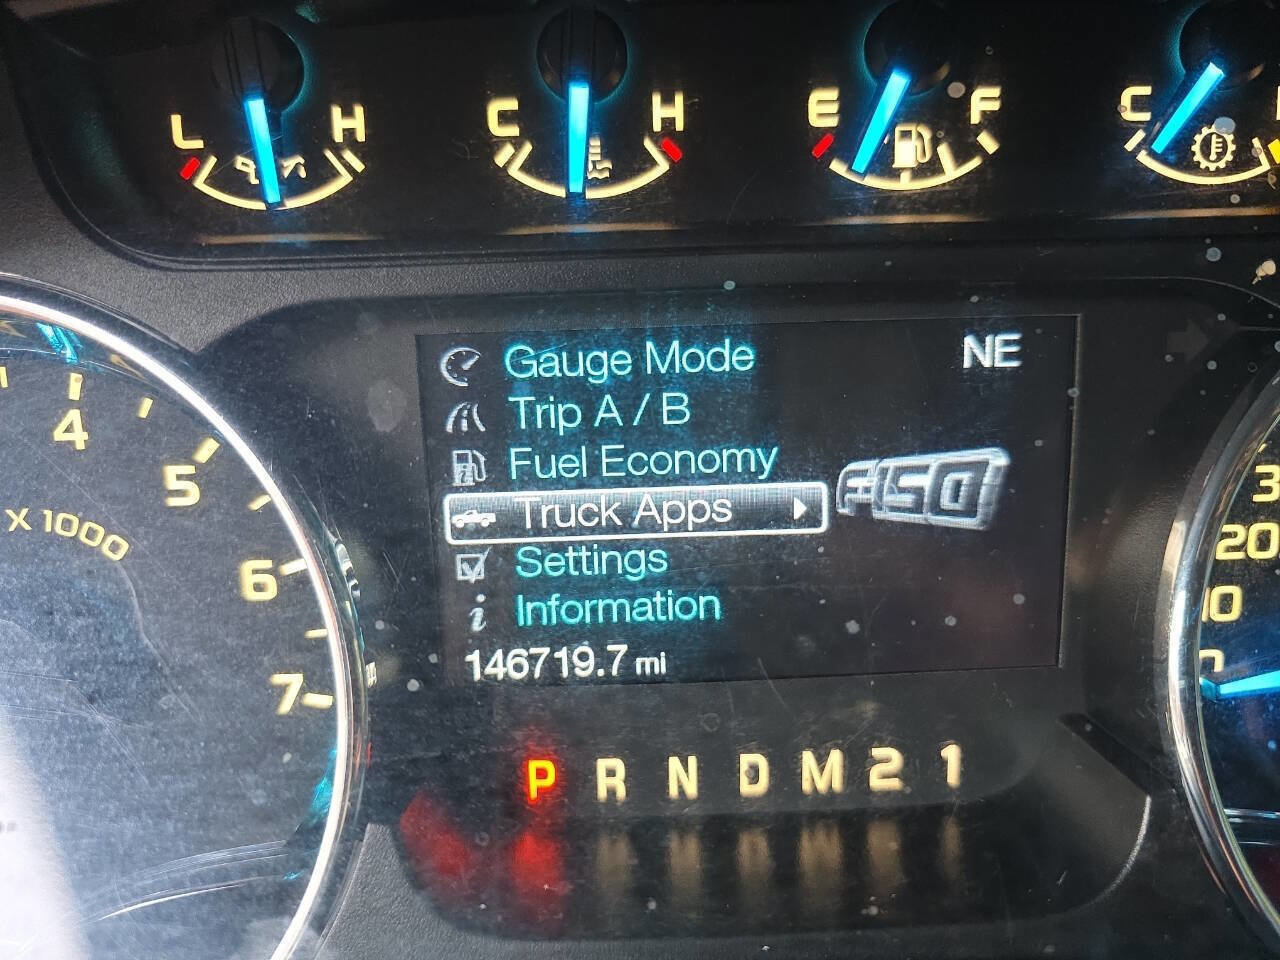 L H
C H
E F
C
Gauge Mode
NE
Trip A / B
Fuel Economy
F150
Truck Apps
Settings
Information
146719.7 mi
P R N D M 2 1
4
5
6
7
X 1000
20
10
0